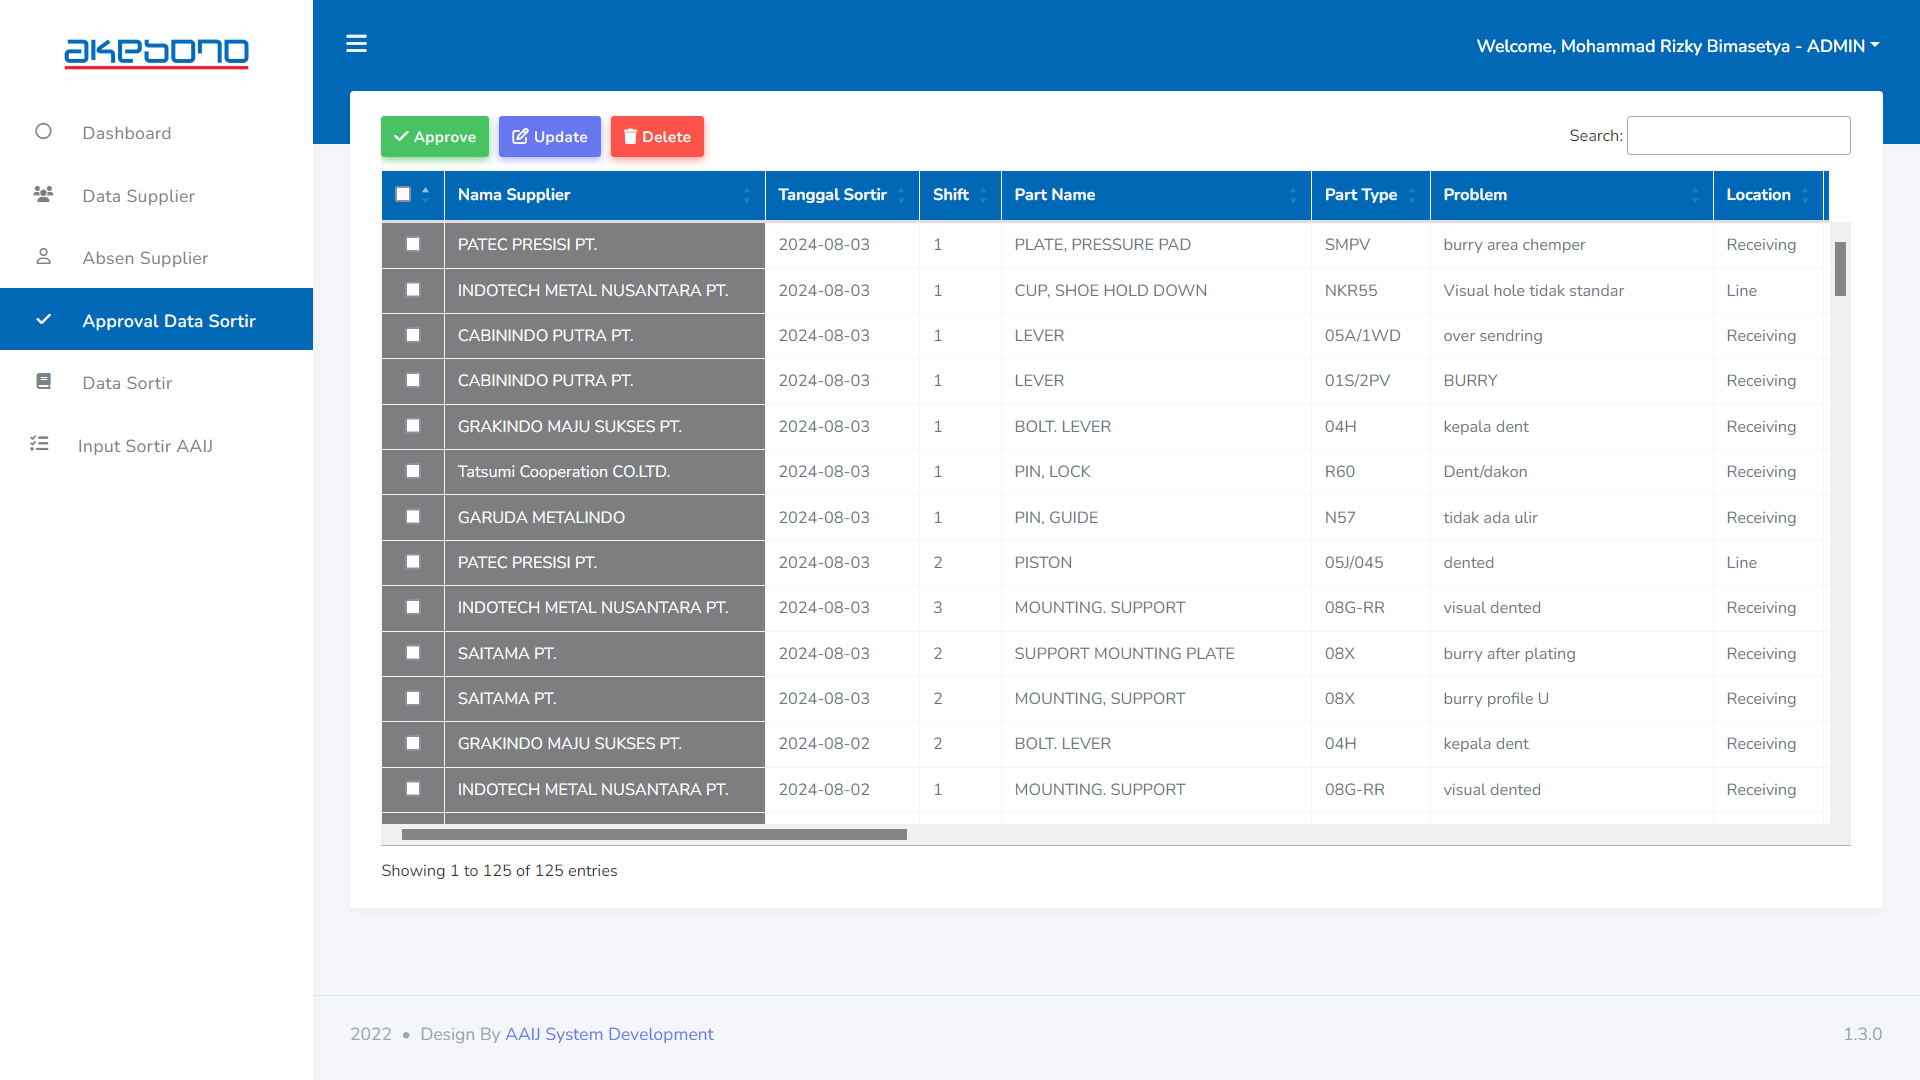 akebono
Welcome, Mohammad Rizky Bimasetya - ADMIN
Dashboard
Data Supplier
Absen Supplier
Approval Data Sortir
Data Sortir
Input Sortir AAIJ
Approve Update Delete Search:
Nama Supplier Tanggal Sortir Shift Part Name Part Type Problem Location
PATEC PRESISI PT. 2024-08-03 1 PLATE, PRESSURE PAD SMPV burry area chemper Receiving
INDOTECH METAL NUSANTARA PT. 2024-08-03 1 CUP, SHOE HOLD DOWN NKR55 Visual hole tidak standar Line
CABININDO PUTRA PT. 2024-08-03 1 LEVER 05A/1WD over sendring Receiving
CABININDO PUTRA PT. 2024-08-03 1 LEVER 01S/2PV BURRY Receiving
GRAKINDO MAJU SUKSES PT. 2024-08-03 1 BOLT. LEVER 04H kepala dent Receiving
Tatsumi Cooperation CO.LTD. 2024-08-03 1 PIN, LOCK R60 Dent/dakon Receiving
GARUDA METALINDO 2024-08-03 1 PIN, GUIDE N57 tidak ada ulir Receiving
PATEC PRESISI PT. 2024-08-03 2 PISTON 05J/045 dented Line
INDOTECH METAL NUSANTARA PT. 2024-08-03 3 MOUNTING. SUPPORT 08G-RR visual dented Receiving
SAITAMA PT. 2024-08-03 2 SUPPORT MOUNTING PLATE 08X burry after plating Receiving
SAITAMA PT. 2024-08-03 2 MOUNTING, SUPPORT 08X burry profile U Receiving
GRAKINDO MAJU SUKSES PT. 2024-08-02 2 BOLT. LEVER 04H kepala dent Receiving
INDOTECH METAL NUSANTARA PT. 2024-08-02 1 MOUNTING. SUPPORT 08G-RR visual dented Receiving
Showing 1 to 125 of 125 entries
2022 • Design By AAIJ System Development 1.3.0